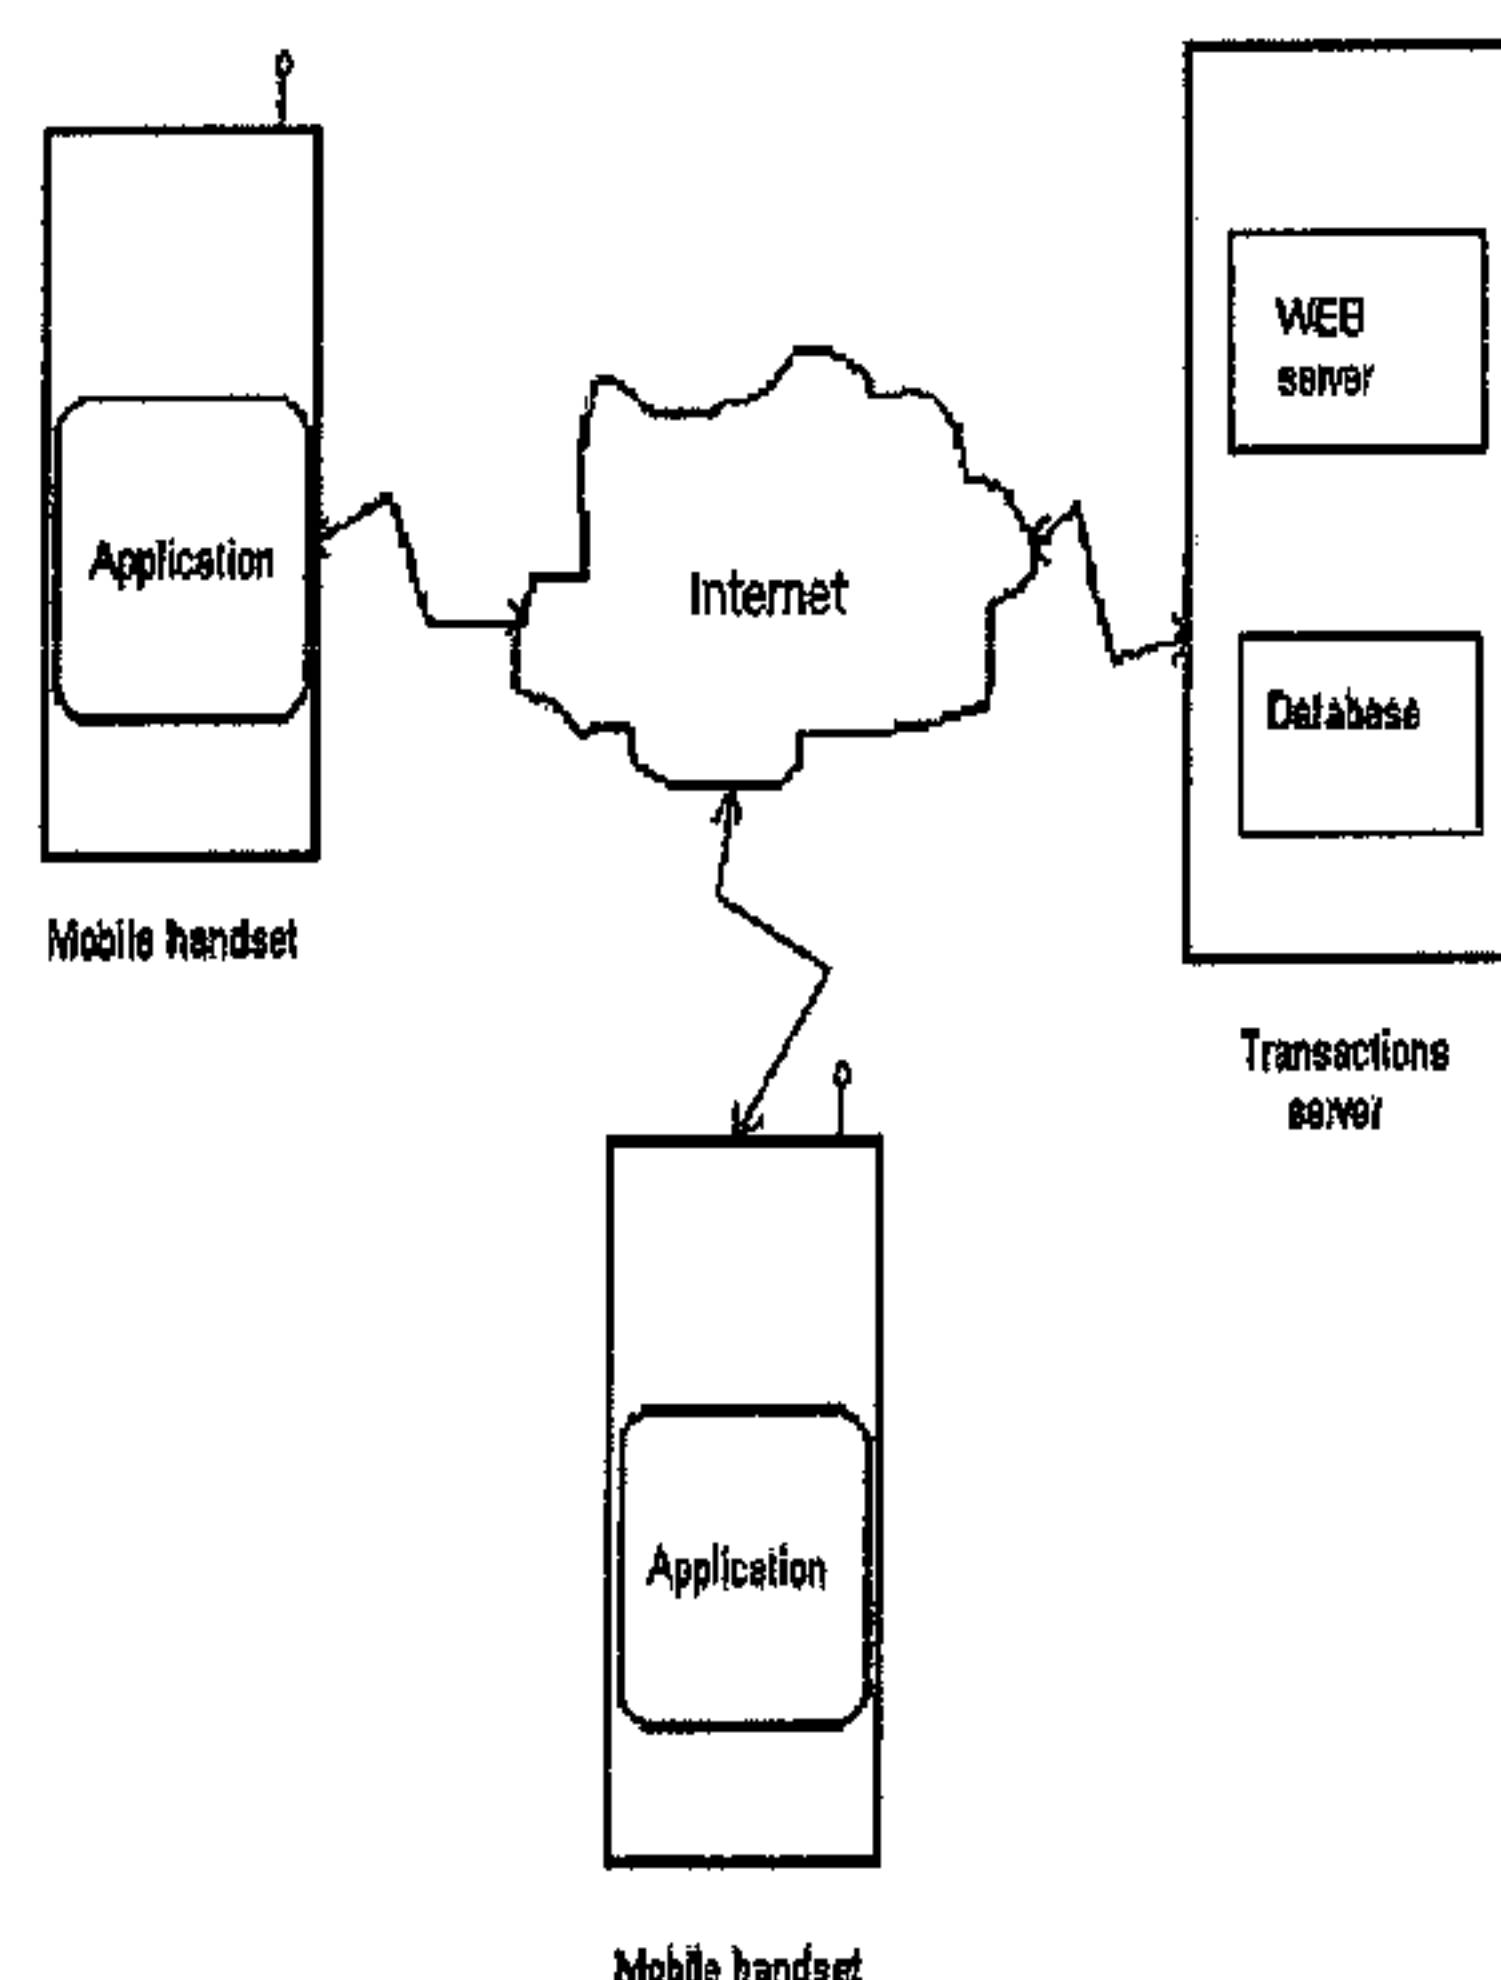 WEB
server
Application
Internet
Database
Mobile handset
Transactions
server
Application
Mobile handset